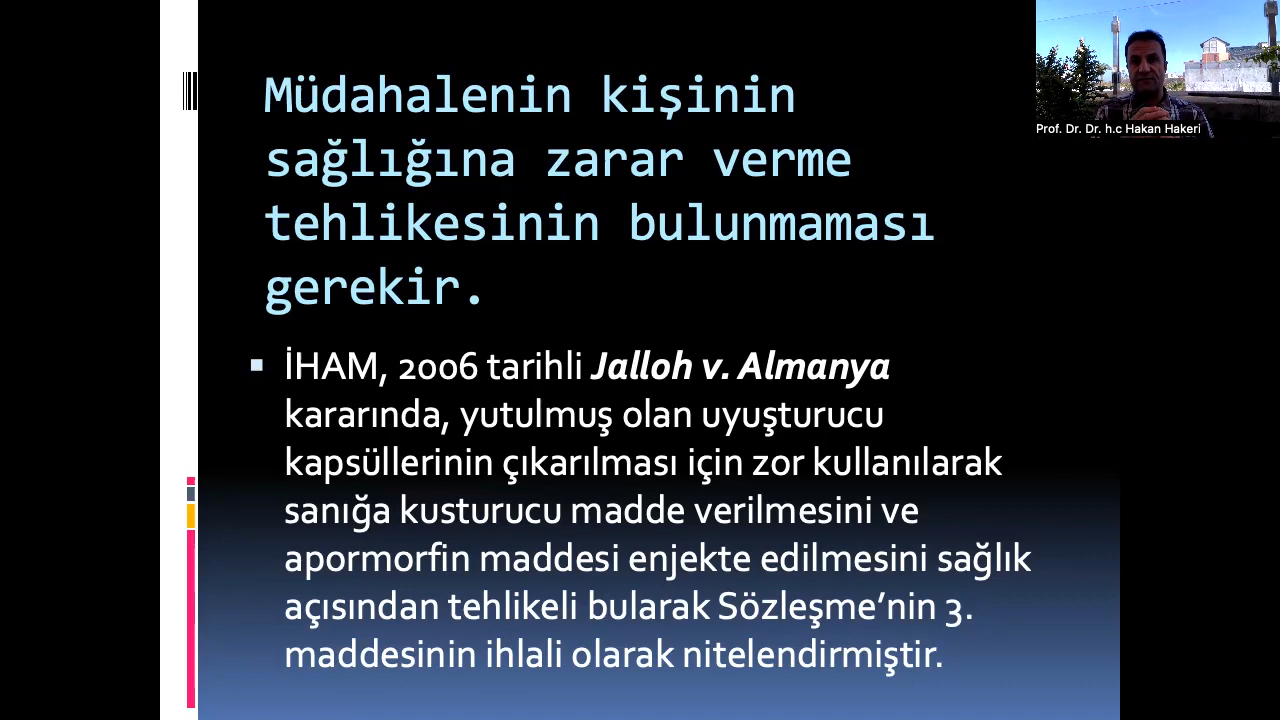 Müdahalenin kişinin
sağlığına zarar verme
tehlikesinin bulunmaması
gerekir.
İHAM, 2006 tarihli Jalloh v. Almanya
kararında, yutulmuş olan uyuşturucu
kapsüllerinin çıkarılması için zor kullanılarak
sanığa kusturucu madde verilmesini ve
apormorfin maddesi enjekte edilmesini sağlık
açısından tehlikeli bularak Sözleşme’nin 3.
maddesinin ihlali olarak nitelendirmiştir.
Prof. Dr. Dr. h.c Hakan Hakeri